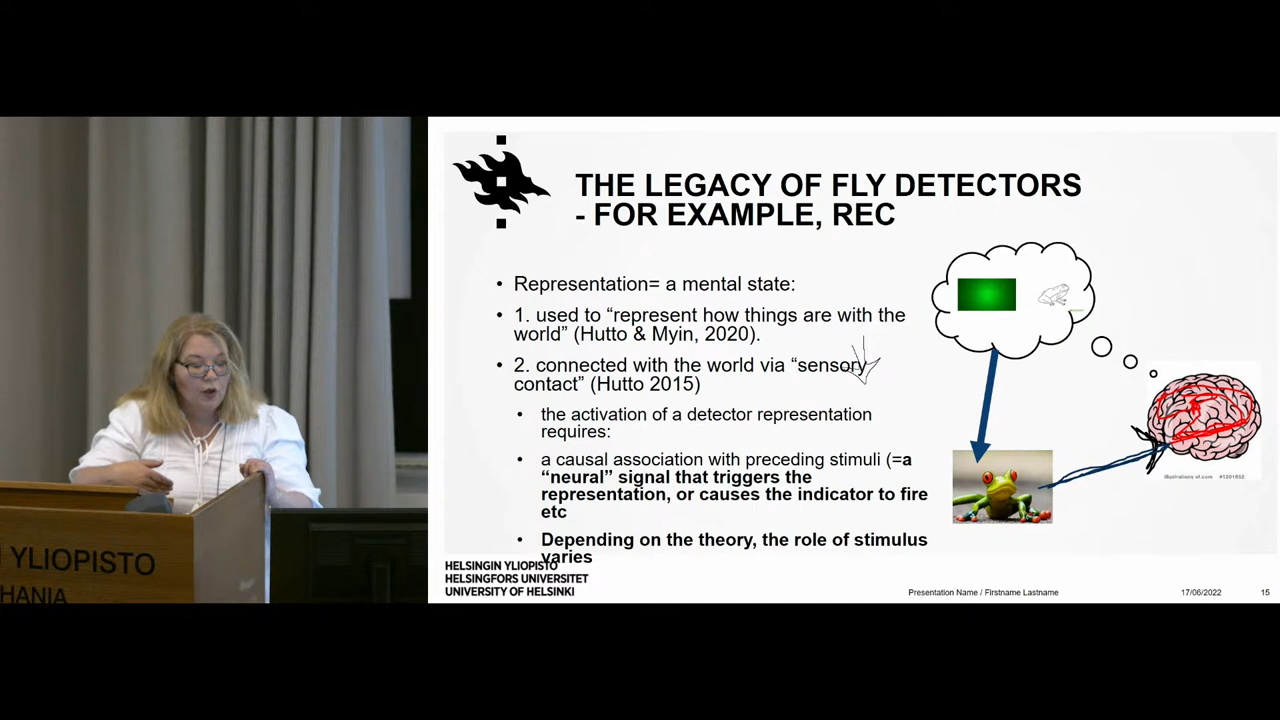 THE LEGACY OF FLY DETECTORS
- FOR EXAMPLE, REC
• Representation= a mental state:
• 1. used to “represent how things are with the
world” (Hutto & Myin, 2020).
• 2. connected with the world via “sensory
contact” (Hutto 2015)
• the activation of a detector representation
requires:
• a causal association with preceding stimuli (=a
“neural” signal that triggers the
representation, or causes the indicator to fire
etc
• Depending on the theory, the role of stimulus
varies
illustrations of.com #1201652
HELSINGIN YLIOPISTO
HELSINGFORS UNIVERSITET
UNIVERSITY OF HELSINKI
Presentation Name / Firstname Lastname
17/06/2022
15
N YLIOPISTO
HANIA